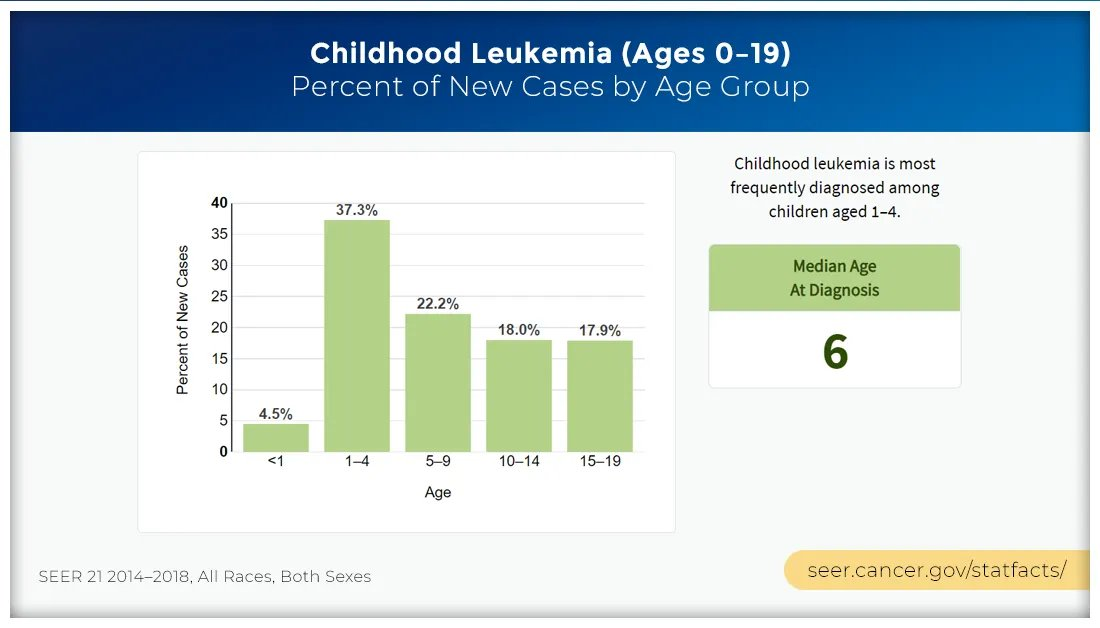 Childhood Leukemia (Ages 0–19)
Percent of New Cases by Age Group
Percent of New Cases
40
35
30
25
20
15
10
5
0
4.5%
37.3%
22.2%
18.0%
17.9%
<1
1–4
5–9
10–14
15–19
Age
Childhood leukemia is most
frequently diagnosed among
children aged 1–4.
Median Age
At Diagnosis
6
SEER 21 2014–2018, All Races, Both Sexes
seer.cancer.gov/statfacts/